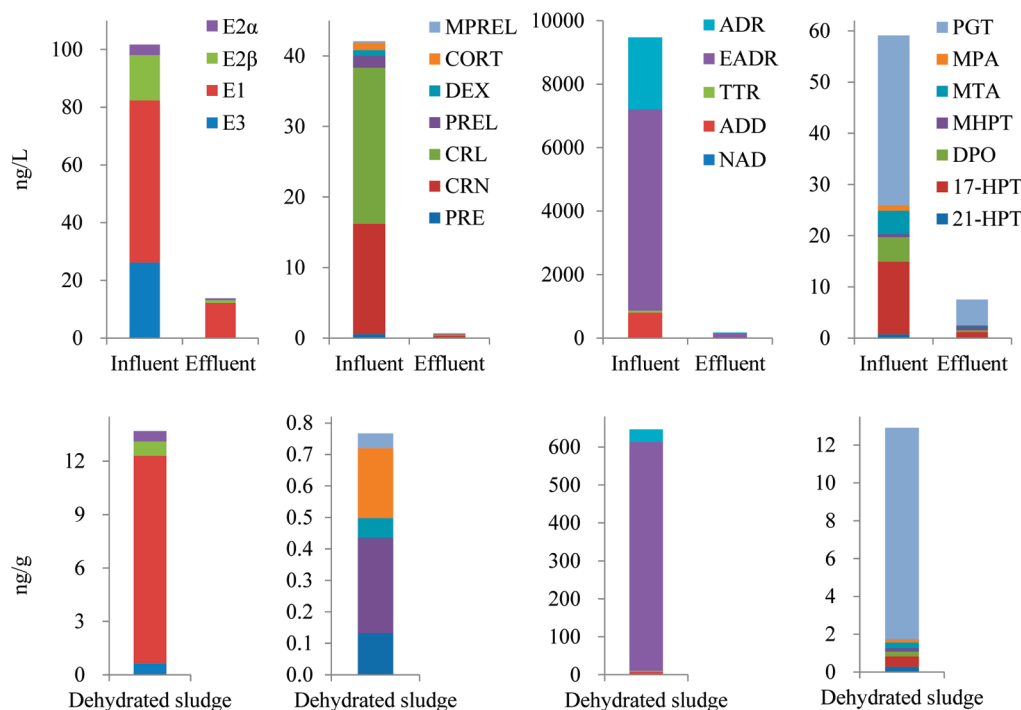 ng/L
100
80
60
40
20
0
E2α
E2β
E1
E3
Influent Effluent
40
30
20
10
0
MPREL
CORT
DEX
PREL
CRL
CRN
PRE
Influent Effluent
10000
8000
6000
4000
2000
0
ADR
EADR
TTR
ADD
NAD
Influent Effluent
60
50
40
30
20
10
0
PGT
MPA
MTA
MHPT
DPO
17-HPT
21-HPT
Influent Effluent
ng/g
12
9
6
3
0
Dehydrated sludge
0.8
0.7
0.6
0.5
0.4
0.3
0.2
0.1
0.0
Dehydrated sludge
600
500
400
300
200
100
0
Dehydrated sludge
12
10
8
6
4
2
0
Dehydrated sludge